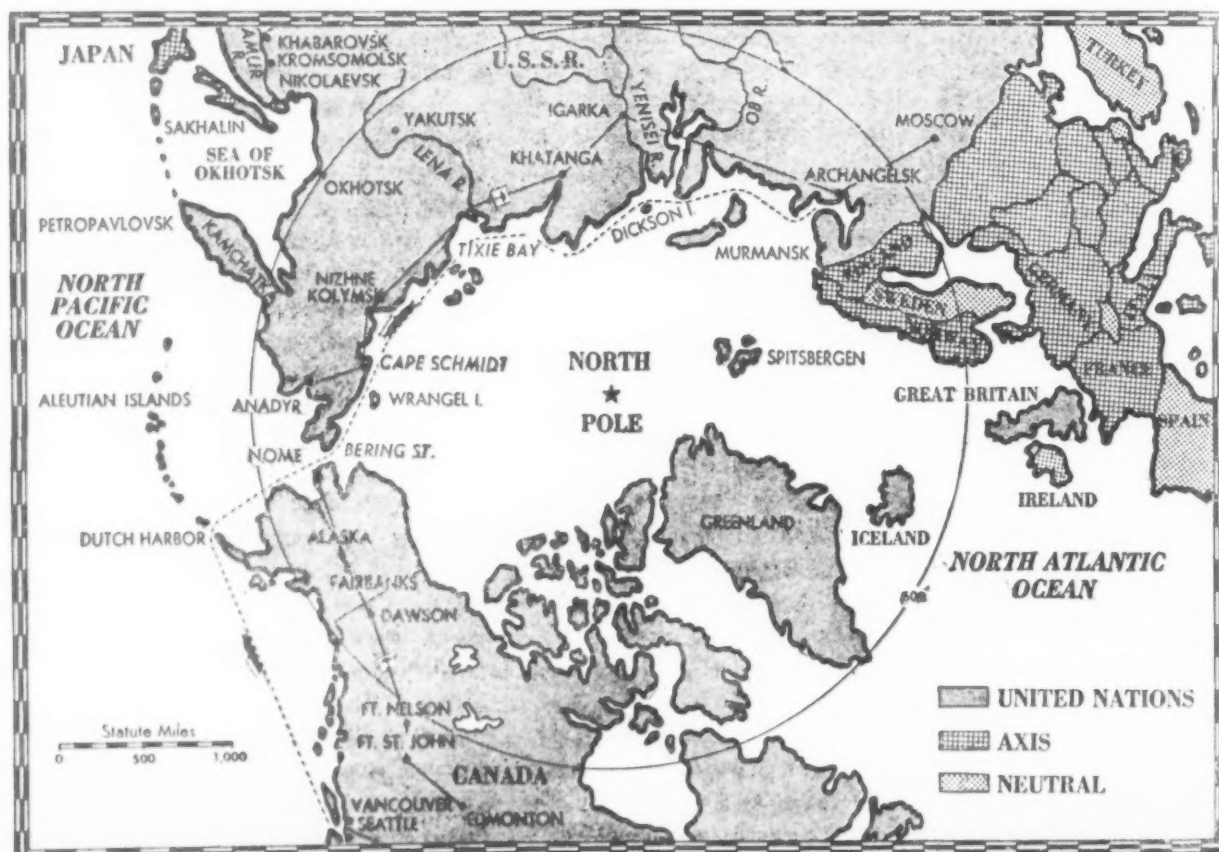 JAPAN
AMUR R.
KHABAROVSK
KROMSOMOLSK
NIKOLAEVSK
U.S.S.R.
TURKEY
SAKHALIN
SEA OF
OKHOTSK
YAKUTSK
IGARKA
YENISEI R.
OB R.
MOSCOW
LENA R.
KHATANGA
OKHOTSK
ARCHANGELSK
PETROPAVLOVSK
KAMCHATKA
TIXIE BAY
DICKSON I.
MURMANSK
NORTH
PACIFIC
OCEAN
NIZHNE
KOLYMSK
FINLAND
SWEDEN
NORWAY
GERMANY
ITALY
FRANCE
SPAIN
CAPE SCHMIDT
NORTH
POLE
SPITSBERGEN
ALEUTIAN ISLANDS
ANADYR
WRANGEL I.
GREAT BRITAIN
NOME
BERING ST.
IRELAND
DUTCH HARBOR
ALASKA
GREENLAND
ICELAND
FAIRBANKS
DAWSON
NORTH ATLANTIC
OCEAN
60°
FT. NELSON
FT. ST. JOHN
CANADA
VANCOUVER
SEATTLE
EDMONTON
Statute Miles
0 500 1,000
UNITED NATIONS
AXIS
NEUTRAL